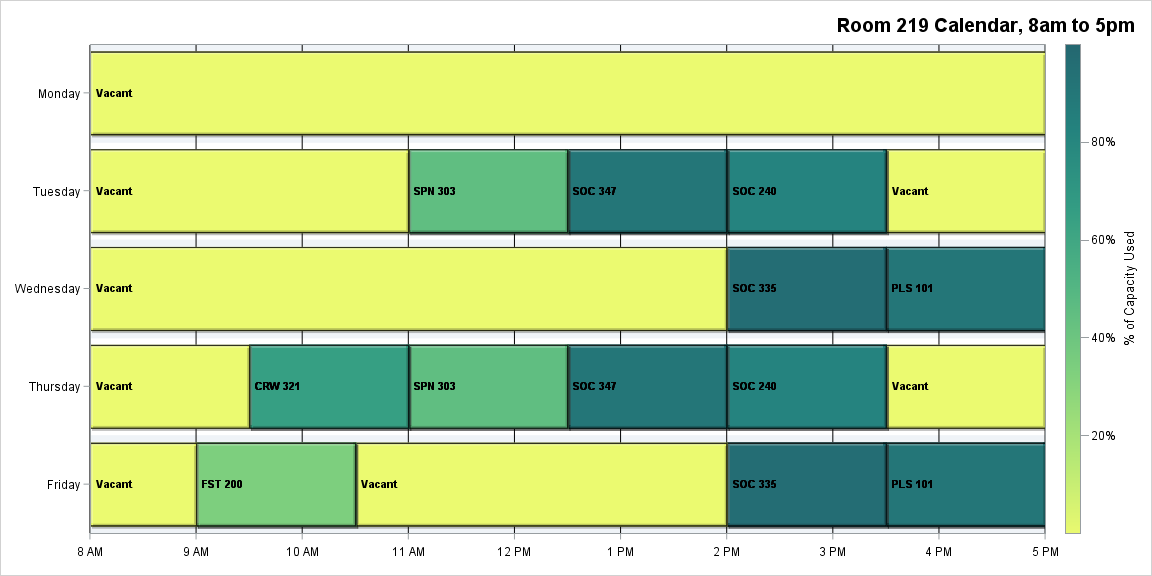 Room 219 Calendar, 8am to 5pm
Monday
Vacant
Tuesday
Vacant
SPN 303
SOC 347
SOC 240
Vacant
Wednesday
Vacant
SOC 335
PLS 101
Thursday
Vacant
CRW 321
SPN 303
SOC 347
SOC 240
Vacant
Friday
Vacant
FST 200
Vacant
SOC 335
PLS 101
8 AM
9 AM
10 AM
11 AM
12 PM
1 PM
2 PM
3 PM
4 PM
5 PM
80%
60%
40%
20%
% of Capacity Used